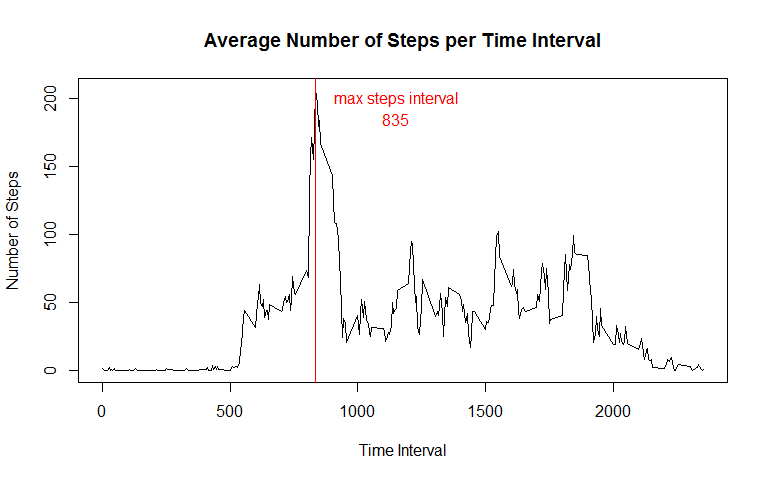 Average Number of Steps per Time Interval
max steps interval
835
Number of Steps
200
150
100
50
0
0 500 1000 1500 2000
Time Interval